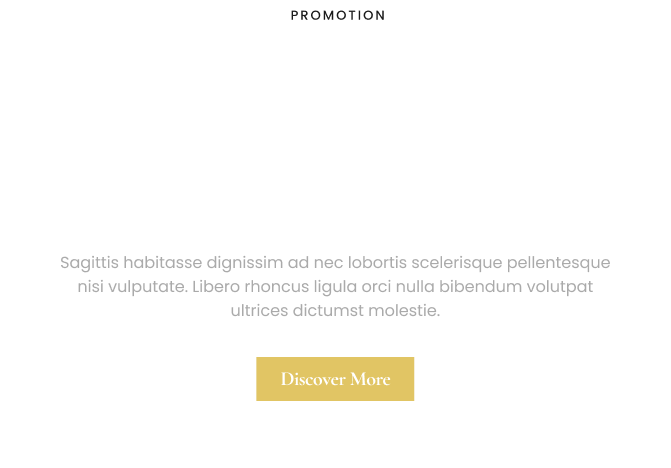 PROMOTION
Sagittis habitasse dignissim ad nec lobortis scelerisque pellentesque
nisi vulputate. Libero rhoncus ligula orci nulla bibendum volutpat
ultrices dictumst molestie.
Discover More